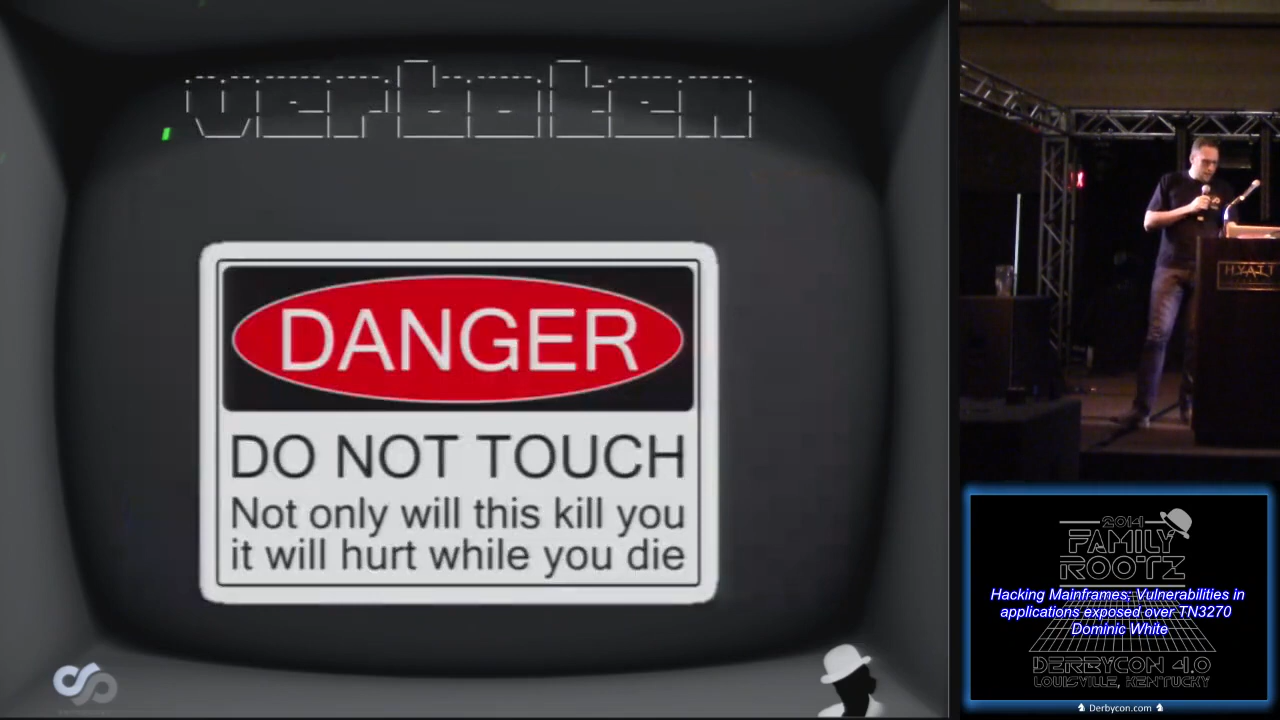 verboten
DANGER
DO NOT TOUCH
Not only will this kill you
it will hurt while you die
HYATT
2014
FAMILY
ROOTZ
Hacking Mainframes; Vulnerabilities in
applications exposed over TN3270
Dominic White
DERBYCON 4.0
LOUISVILLE, KENTUCKY
Derbycon.com